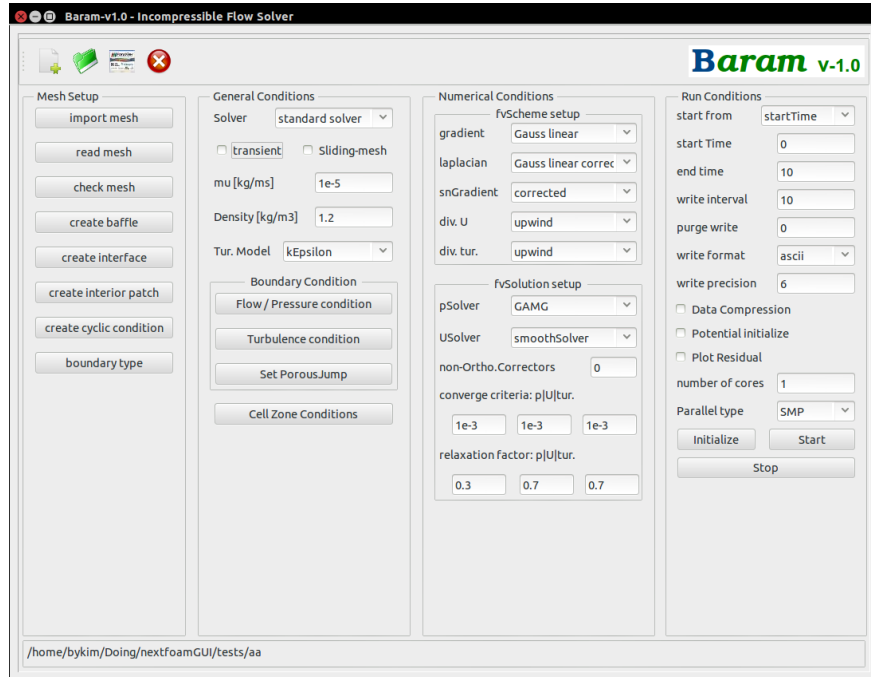 Baram-v1.0 - Incompressible Flow Solver
Baram v-1.0
Mesh Setup
import mesh
read mesh
check mesh
create baffle
create interface
create interior patch
create cyclic condition
boundary type
General Conditions
Solver standard solver
transient Sliding-mesh
mu [kg/ms] 1e-5
Density [kg/m3] 1.2
Tur. Model kEpsilon
Boundary Condition
Flow / Pressure condition
Turbulence condition
Set PorousJump
Cell Zone Conditions
Numerical Conditions
fvScheme setup
gradient Gauss linear
laplacian Gauss linear correc
snGradient corrected
div. U upwind
div. tur. upwind
fvSolution setup
pSolver GAMG
USolver smoothSolver
non-Ortho.Correctors 0
converge criteria: p|U|tur.
1e-3 1e-3 1e-3
relaxation factor: p|U|tur.
0.3 0.7 0.7
Run Conditions
start from startTime
start Time 0
end time 10
write interval 10
purge write 0
write format ascii
write precision 6
Data Compression
Potential initialize
Plot Residual
number of cores 1
Parallel type SMP
Initialize Start
Stop
/home/bykim/Doing/nextfoamGUI/tests/aa